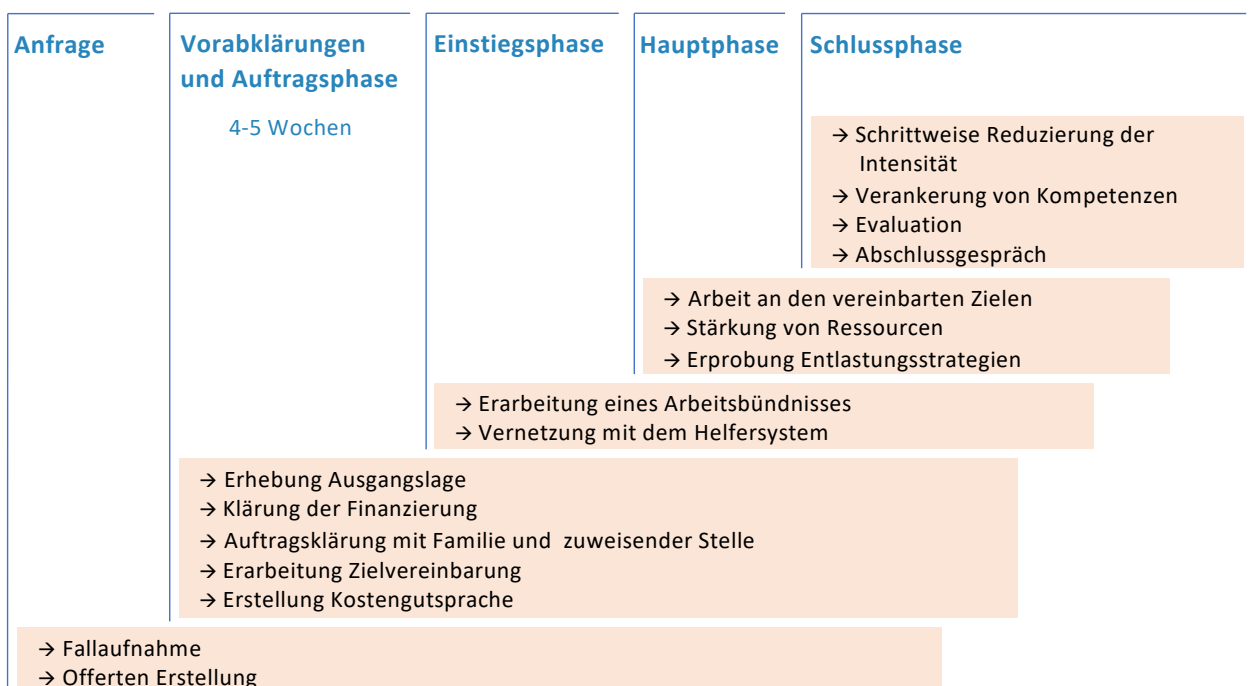 Anfrage
Vorabklärungen
und Auftragsphase
4-5 Wochen
Einstiegsphase
Hauptphase
Schlussphase
→ Schrittweise Reduzierung der
Intensität
→ Verankerung von Kompetenzen
→ Evaluation
→ Abschlussgespräch
→ Arbeit an den vereinbarten Zielen
→ Stärkung von Ressourcen
→ Erprobung Entlastungsstrategien
→ Erarbeitung eines Arbeitsbündnisses
→ Vernetzung mit dem Helfersystem
→ Erhebung Ausgangslage
→ Klärung der Finanzierung
→ Auftragsklärung mit Familie und zuweisender Stelle
→ Erarbeitung Zielvereinbarung
→ Erstellung Kostengutsprache
→ Fallaufnahme
→ Offerten Erstellung